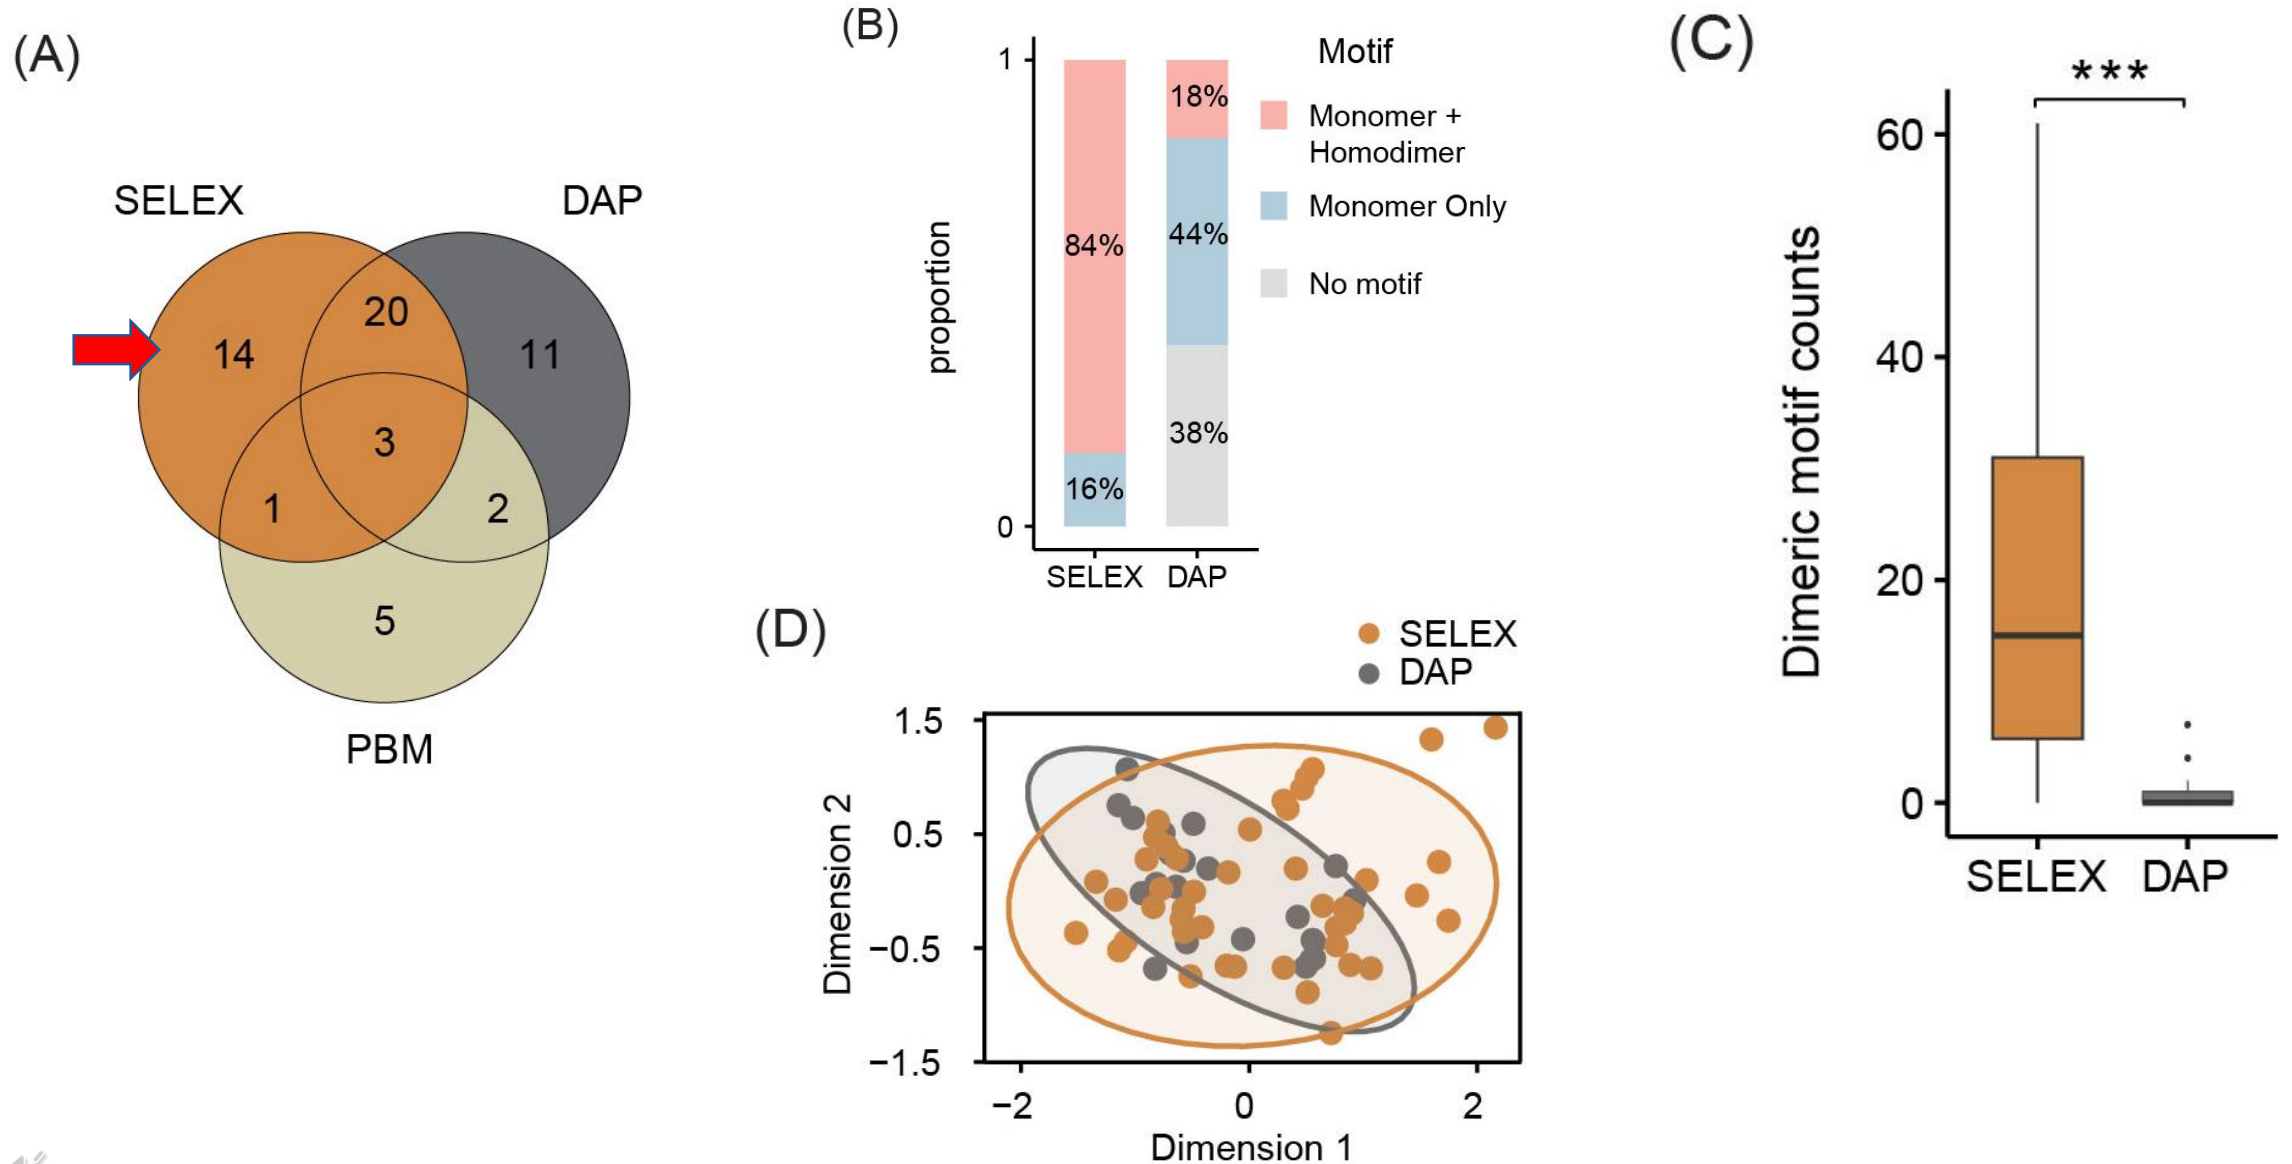 (A)
SELEX
DAP
14
20
11
3
1
2
5
PBM
(B)
1
0
proportion
84%
16%
18%
44%
38%
SELEX
DAP
Motif
Monomer +
Homodimer
Monomer Only
No motif
(C)
***
60
40
20
0
Dimeric motif counts
SELEX
DAP
(D)
SELEX
DAP
1.5
0.5
−0.5
−1.5
Dimension 2
−2
0
2
Dimension 1